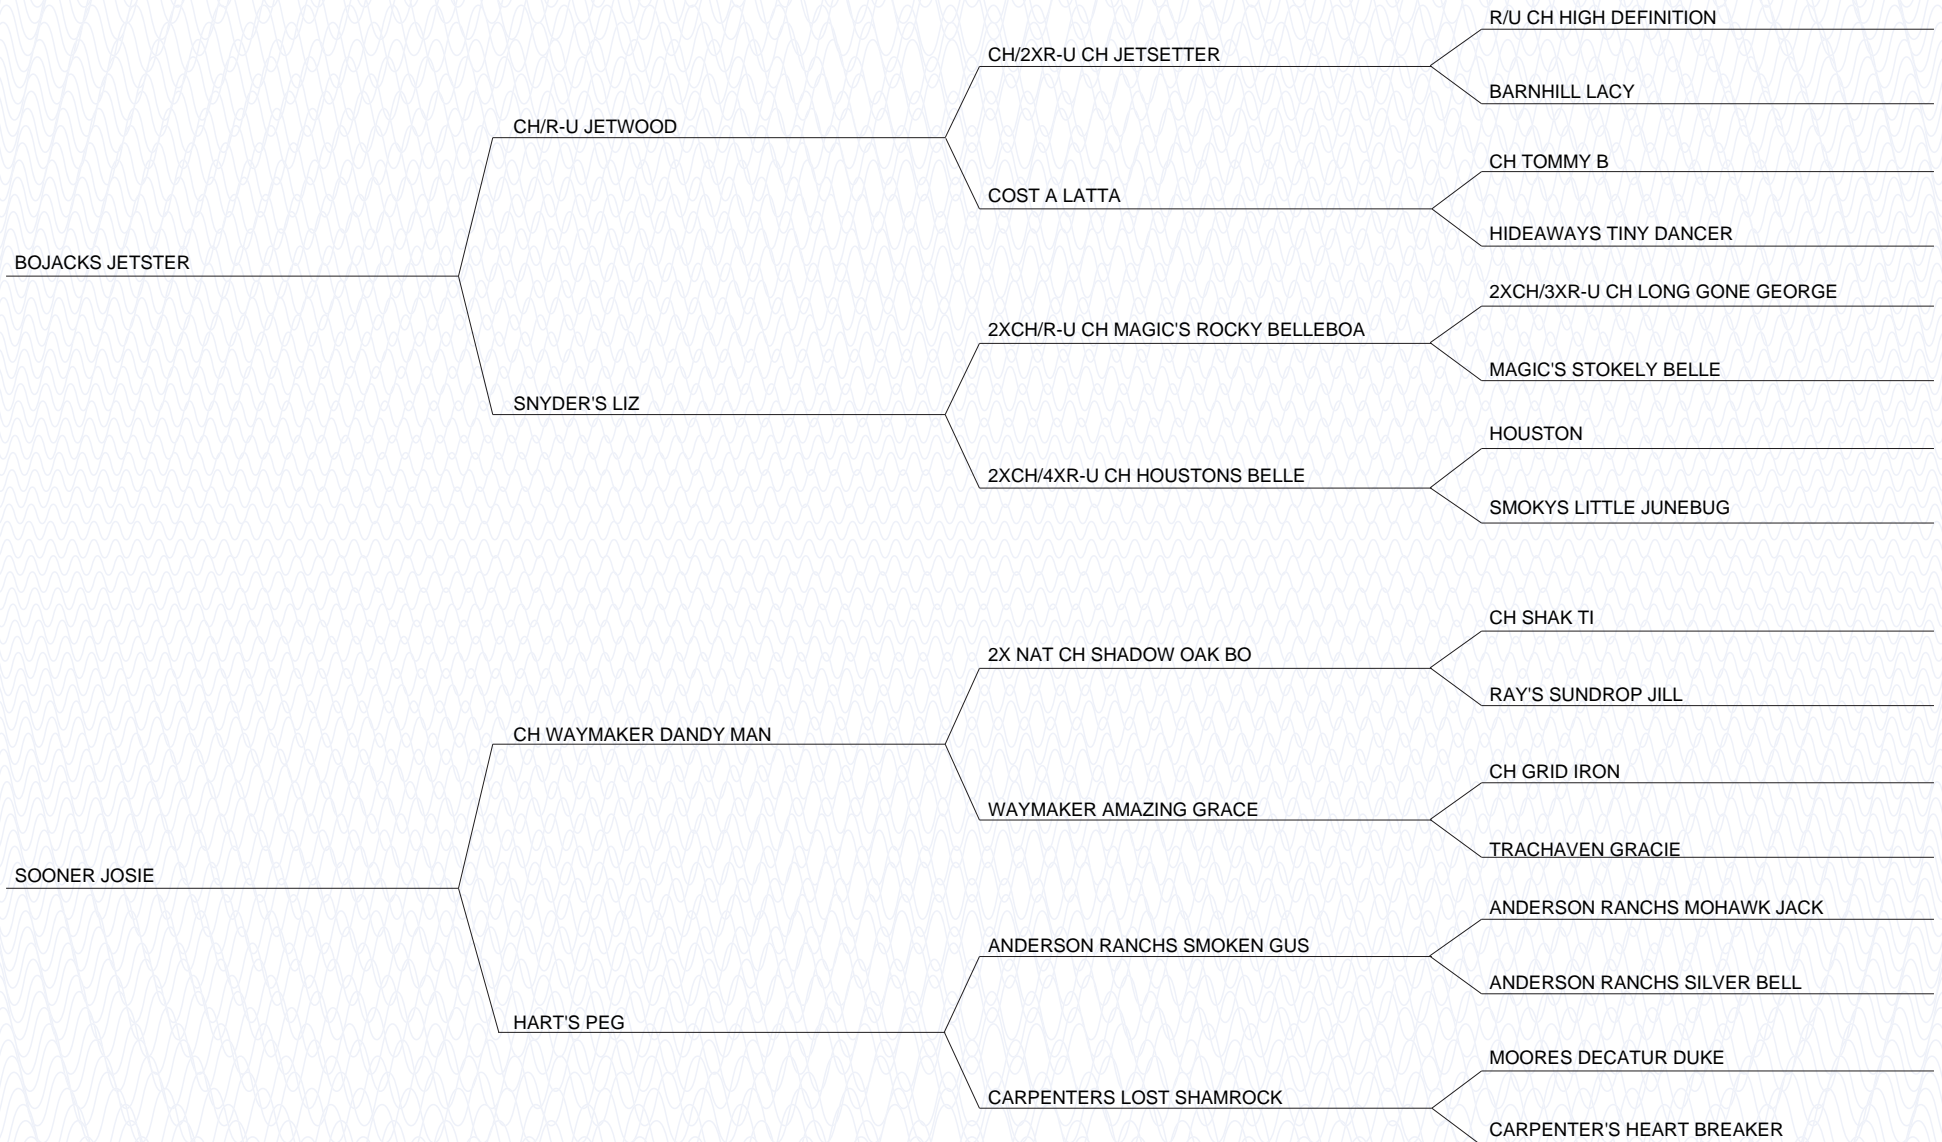 R/U CH HIGH DEFINITION
CH/2XR-U CH JETSETTER
BARNHILL LACY
CH/R-U JETWOOD
CH TOMMY B
COST A LATTA
HIDEAWAYS TINY DANCER
BOJACKS JETSTER
2XCH/3XR-U CH LONG GONE GEORGE
2XCH/R-U CH MAGIC'S ROCKY BELLEBOA
MAGIC'S STOKELY BELLE
SNYDER'S LIZ
HOUSTON
2XCH/4XR-U CH HOUSTONS BELLE
SMOKYS LITTLE JUNEBUG
CH SHAK TI
2X NAT CH SHADOW OAK BO
RAY'S SUNDROP JILL
CH WAYMAKER DANDY MAN
CH GRID IRON
WAYMAKER AMAZING GRACE
TRACHAVEN GRACIE
SOONER JOSIE
ANDERSON RANCHS MOHAWK JACK
ANDERSON RANCHS SMOKEN GUS
ANDERSON RANCHS SILVER BELL
HART'S PEG
MOORES DECATUR DUKE
CARPENTERS LOST SHAMROCK
CARPENTER'S HEART BREAKER